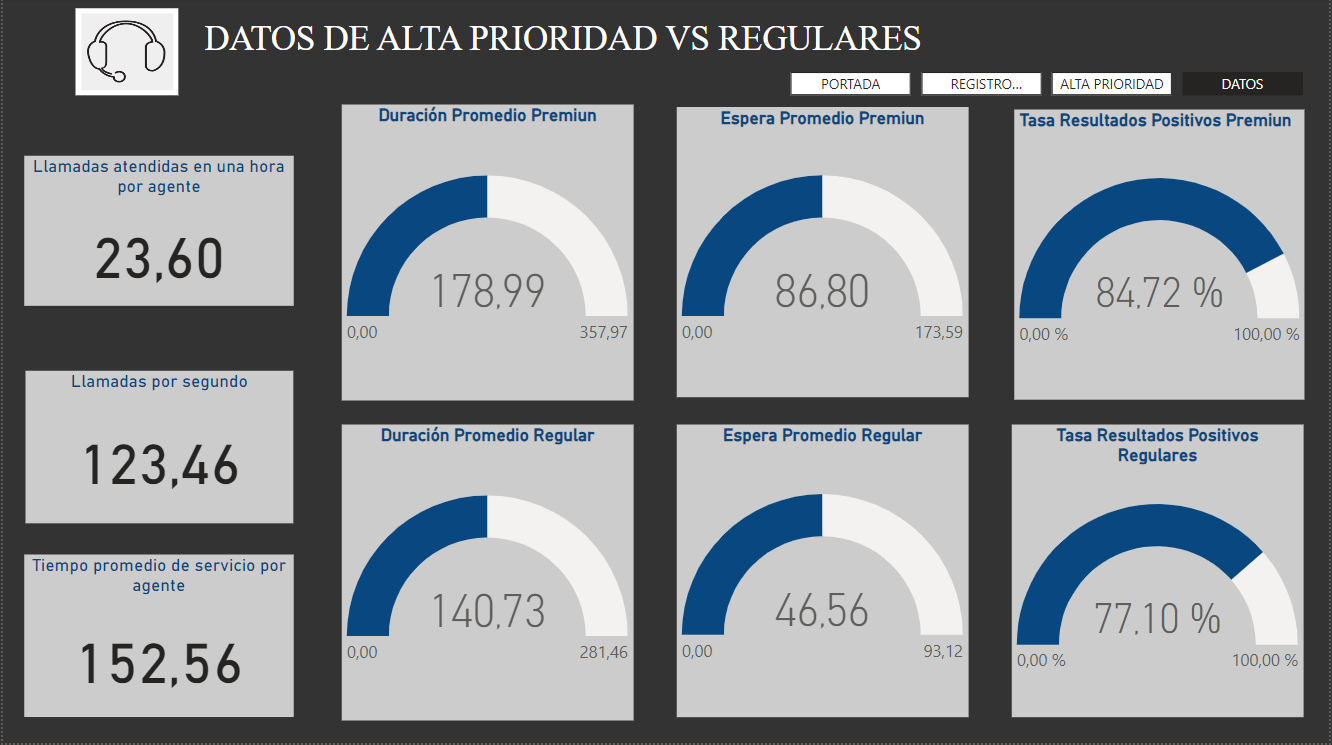 DATOS DE ALTA PRIORIDAD VS REGULARES
PORTADA
REGISTRO...
ALTA PRIORIDAD
DATOS
Llamadas atendidas en una hora
por agente
23,60
Llamadas por segundo
123,46
Tiempo promedio de servicio por
agente
152,56
Duración Promedio Premiun
178,99
0,00
357,97
Espera Promedio Premiun
86,80
0,00
173,59
Tasa Resultados Positivos Premiun
84,72 %
0,00 %
100,00 %
Duración Promedio Regular
140,73
0,00
281,46
Espera Promedio Regular
46,56
0,00
93,12
Tasa Resultados Positivos
Regulares
77,10 %
0,00 %
100,00 %